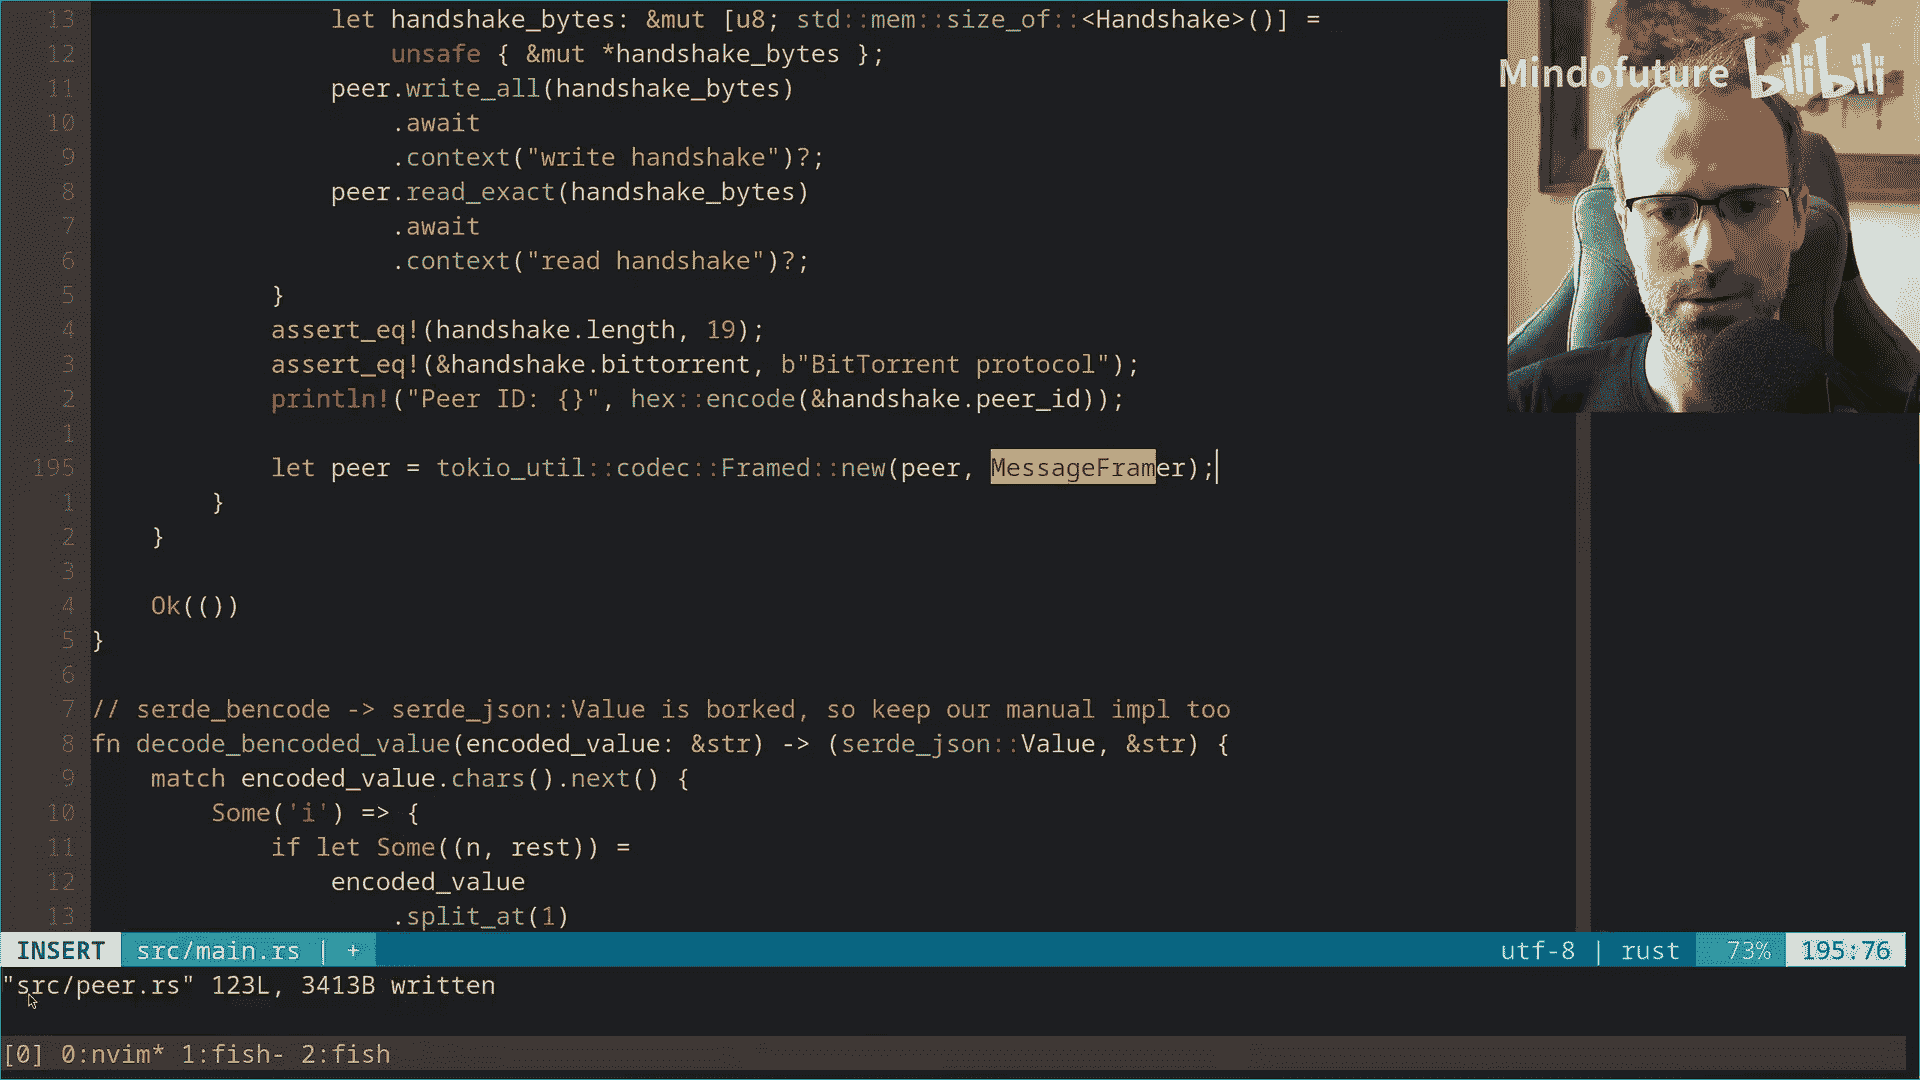 13 let handshake_bytes: &mut [u8; std::mem::size_of::<Handshake>()] =
12 unsafe { &mut *handshake_bytes };
11 peer.write_all(handshake_bytes)
10 .await
9 .context("write handshake")?;
8 peer.read_exact(handshake_bytes)
7 .await
6 .context("read handshake")?;
5 }
4 assert_eq!(handshake.length, 19);
3 assert_eq!(&handshake.bittorrent, b"BitTorrent protocol");
2 println!("Peer ID: {}", hex::encode(&handshake.peer_id));
1
195 let peer = tokio_util::codec::Framed::new(peer, MessageFramer);
1 }
2 }
3
4 Ok(())
5 }
6
7 // serde_bencode -> serde_json::Value is borked, so keep our manual impl too
8 fn decode_bencoded_value(encoded_value: &str) -> (serde_json::Value, &str) {
9 match encoded_value.chars().next() {
10 Some('i') => {
11 if let Some((n, rest)) =
12 encoded_value
13 .split_at(1)
INSERT src/main.rs | + utf-8 | rust 73% 195:76
"src/peer.rs" 123L, 3413B written
[0] 0:nvim* 1:fish- 2:fish
Mindofuture bilibili